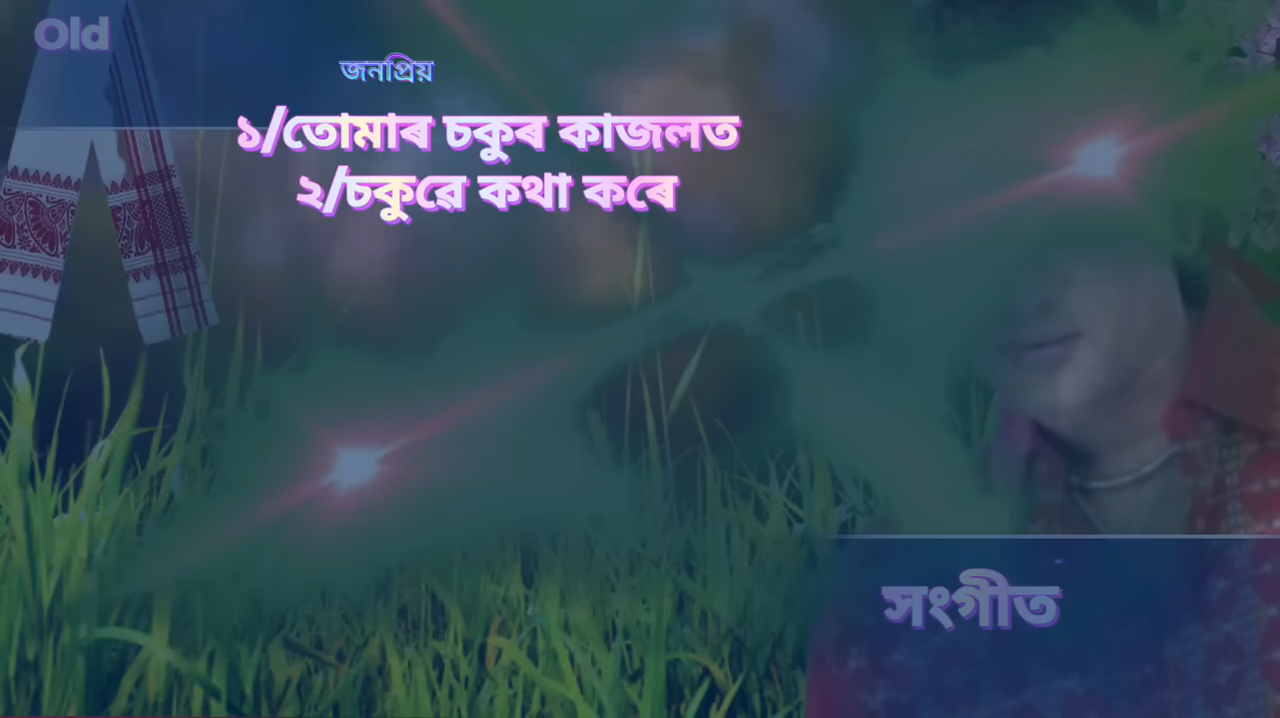 Old
জনপ্ৰিয়
১/তোমাৰ চকুৰ কাজলত
২/চকুৱে কথা কৰে
সংগীত